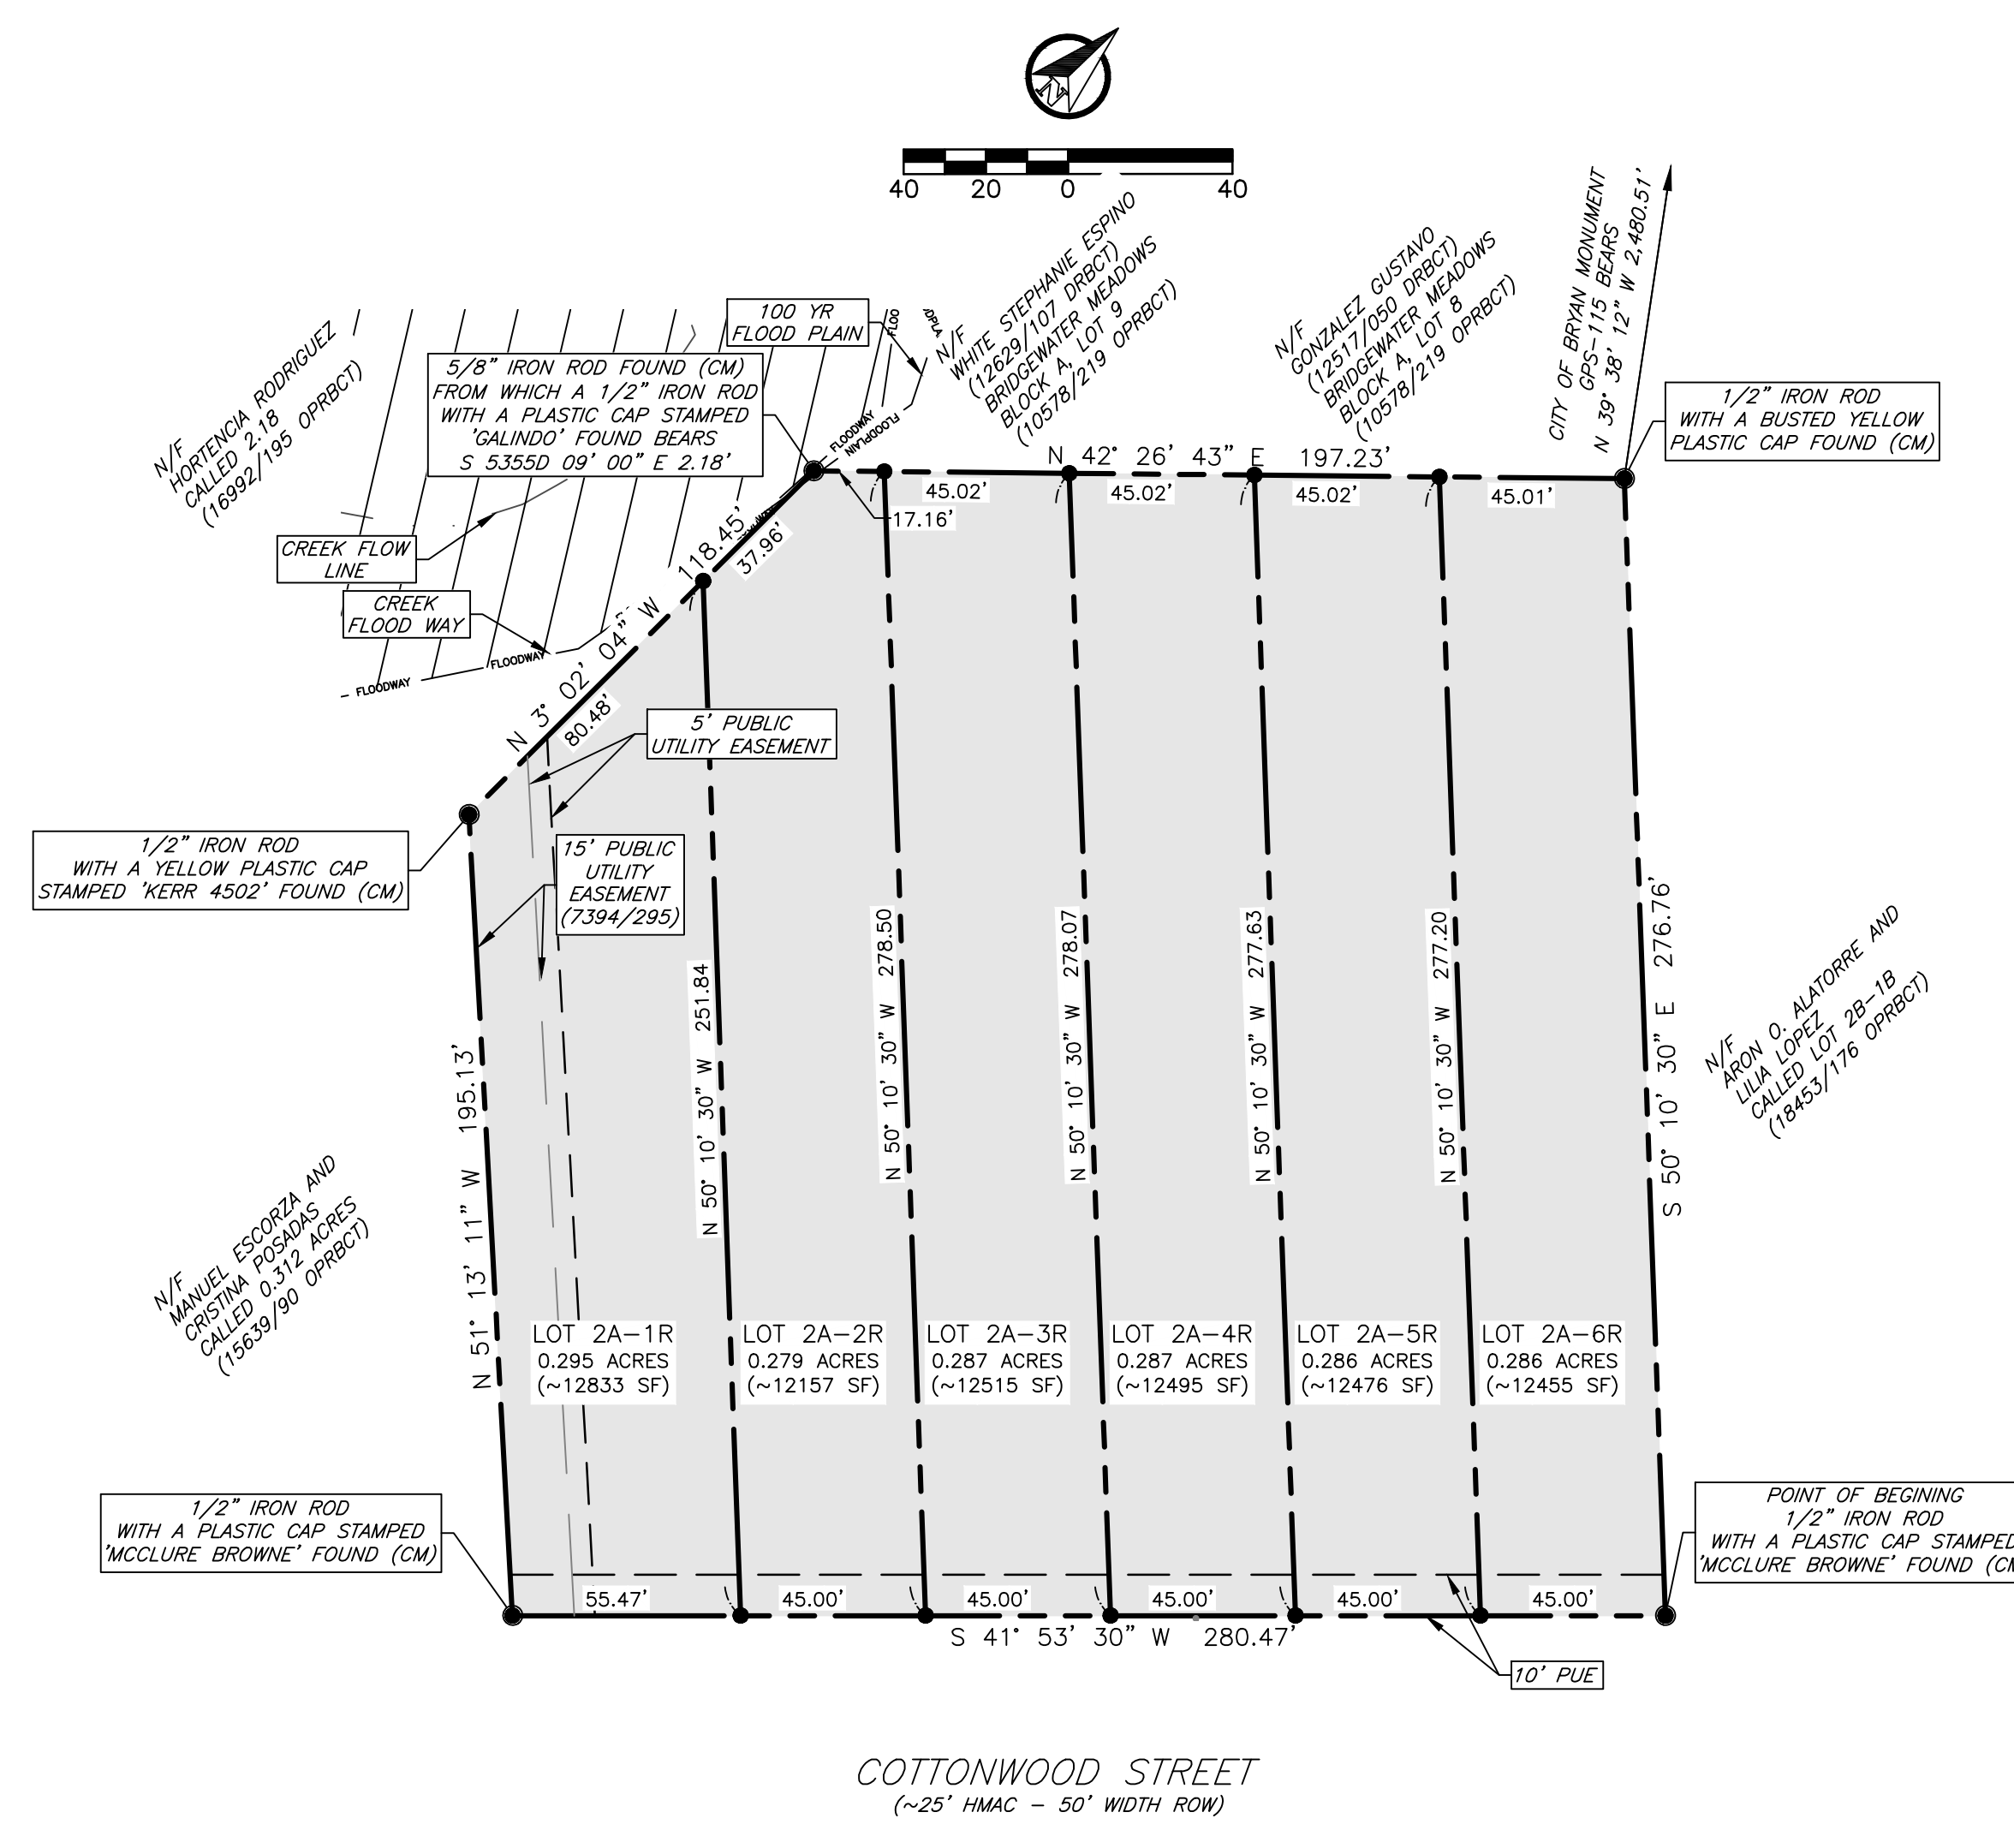 N
40 20 0 40
CITY OF BRYAN MONUMENT
GPS-115 BEARS
N 39° 38' 12" W 2,480.51'
N/F
HORTENCIA RODRIGUEZ
CALLED 2.18
(16992/195 OPRBCT)
100 YR
FLOOD PLAIN
N/F
WHITE STEPHANIE ESPINO
(12629/107 DRBCT)
BRIDGEWATER MEADOWS
BLOCK A, LOT 9
(10578/219 OPRBCT)
N/F
GONZALEZ GUSTAVO
(12517/050 DRBCT)
BRIDGEWATER MEADOWS
BLOCK A, LOT 8
(10578/219 OPRBCT)
5/8" IRON ROD FOUND (CM)
FROM WHICH A 1/2" IRON ROD
WITH A PLASTIC CAP STAMPED
'GALINDO' FOUND BEARS
S 5355D 09' 00" E 2.18'
1/2" IRON ROD
WITH A BUSTED YELLOW
PLASTIC CAP FOUND (CM)
FLOO
DPLA
FLOODWAY
FLOODPLAIN
N 42° 26' 43" E 197.23'
17.16'
45.02'
45.02'
45.02'
45.01'
CREEK FLOW
LINE
CREEK
FLOOD WAY
FLOODWAY
FLOODWAY
N 3° 02' 04" W 118.45'
37.96'
80.48'
5' PUBLIC
UTILITY EASEMENT
1/2" IRON ROD
WITH A YELLOW PLASTIC CAP
STAMPED 'KERR 4502' FOUND (CM)
15' PUBLIC
UTILITY
EASEMENT
(7394/295)
N 51° 13' 11" W 195.13'
N 50° 10' 30" W 251.84
N 50° 10' 30" W 278.50
N 50° 10' 30" W 278.07
N 50° 10' 30" W 277.63
N 50° 10' 30" W 277.20
S 50° 10' 30" E 276.76'
N/F
ARON O. ALATORRE AND
LILIA LOPEZ
CALLED LOT 2B-1B
(18453/176 OPRBCT)
N/F
MANUEL ESCORZA AND
CRISTINA POSADAS
CALLED 0.312 ACRES
(15639/90 OPRBCT)
LOT 2A-1R
0.295 ACRES
(~12833 SF)
LOT 2A-2R
0.279 ACRES
(~12157 SF)
LOT 2A-3R
0.287 ACRES
(~12515 SF)
LOT 2A-4R
0.287 ACRES
(~12495 SF)
LOT 2A-5R
0.286 ACRES
(~12476 SF)
LOT 2A-6R
0.286 ACRES
(~12455 SF)
1/2" IRON ROD
WITH A PLASTIC CAP STAMPED
'MCCLURE BROWNE' FOUND (CM)
POINT OF BEGINING
1/2" IRON ROD
WITH A PLASTIC CAP STAMPED
'MCCLURE BROWNE' FOUND (CM
55.47' 45.00' 45.00' 45.00' 45.00' 45.00'
S 41° 53' 30" W 280.47'
10' PUE
COTTONWOOD STREET
(~25' HMAC - 50' WIDTH ROW)